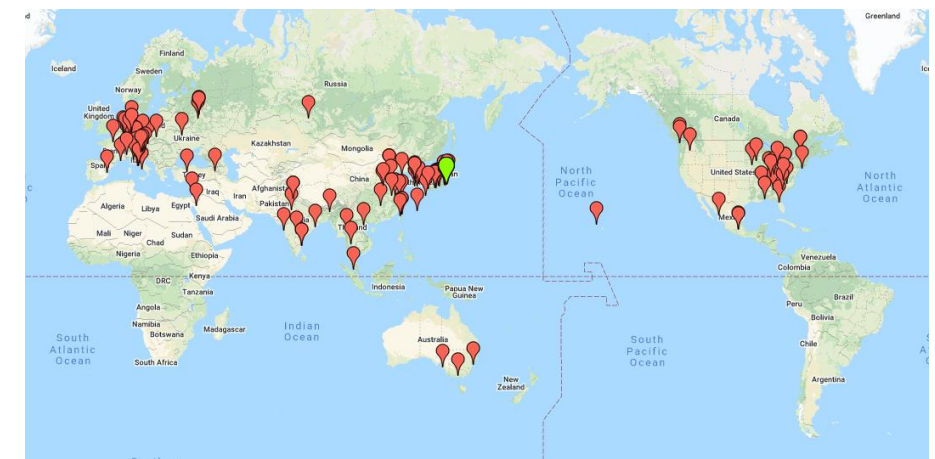 Greenland
Iceland
Finland
Sweden
Norway
Russia
United
Kingdom
Canada
Ukraine
Kazakhstan
Mongolia
Spain
China
United States
North
Pacific
Ocean
North
Atlantic
Ocean
Afghanistan
Iraq
Iran
Pakistan
Algeria
Libya
Egypt
Saudi Arabia
Mali
Niger
Sudan
Chad
Nigeria
Ethiopia
Thailand
Venezuela
Colombia
DRC
Kenya
Tanzania
Indonesia
Papua New
Guinea
Peru
Brazil
Angola
Bolivia
Namibia
Botswana
Madagascar
Indian
Ocean
South
Atlantic
Ocean
Australia
South
Pacific
Ocean
Chile
South Africa
New
Zealand
Argentina